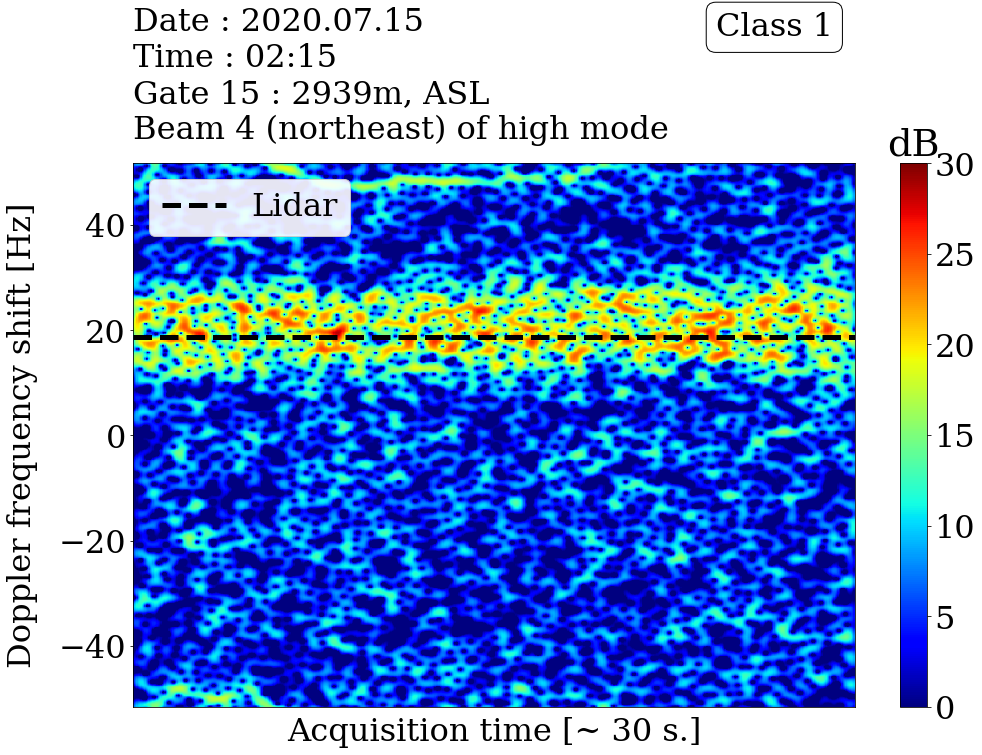 Date : 2020.07.15
Time : 02:15
Gate 15 : 2939m, ASL
Beam 4 (northeast) of high mode
Class 1
dB
Lidar
Doppler frequency shift [Hz]
40
20
0
−20
−40
30
25
20
15
10
5
0
Acquisition time [~ 30 s.]